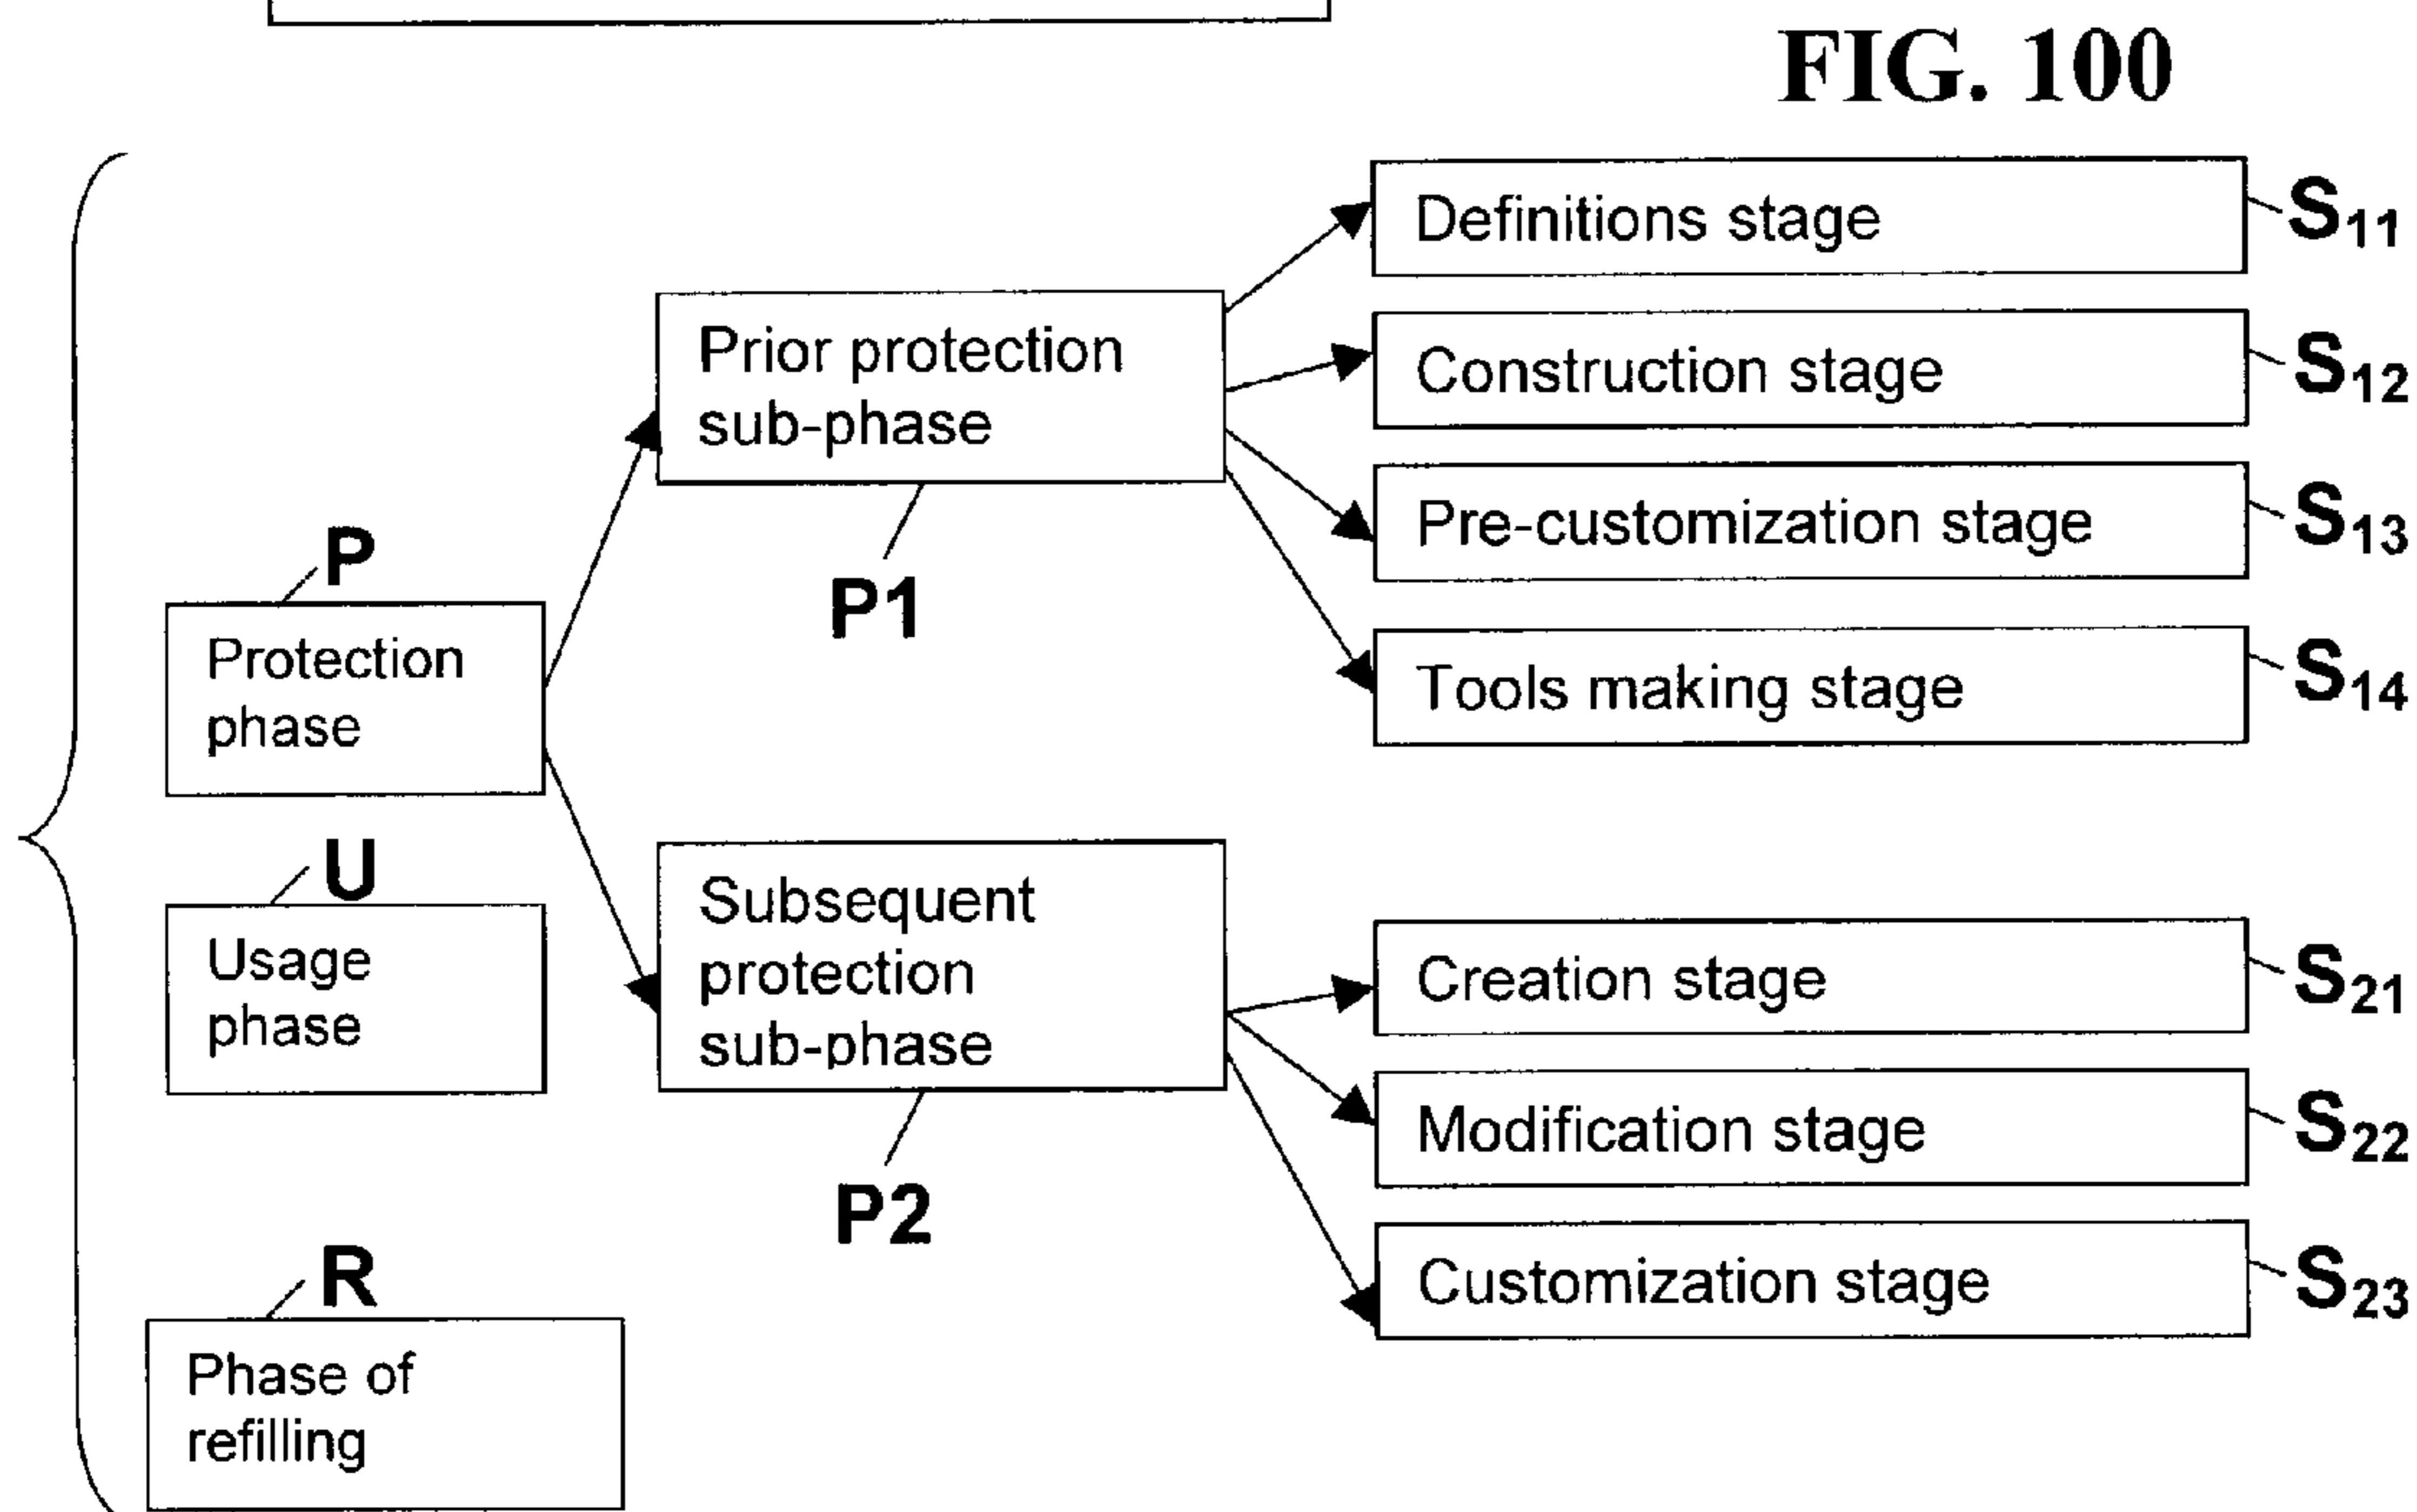 FIG. 100
Definitions stage
S11
Prior protection
sub-phase
P1
Construction stage
S12
Pre-customization stage
S13
Tools making stage
S14
P
Protection
phase
U
Usage
phase
Subsequent
protection
sub-phase
P2
Creation stage
S21
Modification stage
S22
Customization stage
S23
R
Phase of
refilling